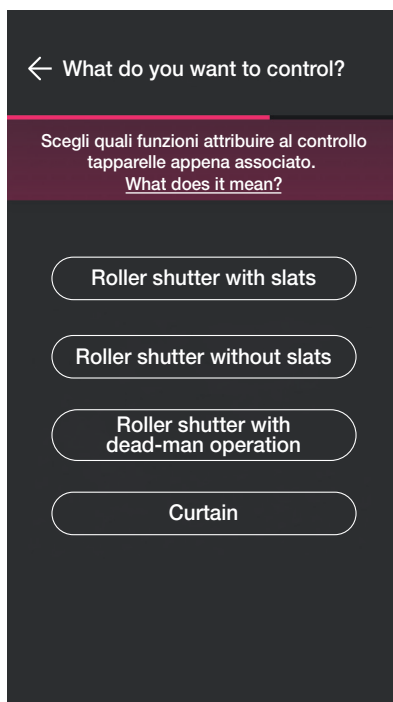 What do you want to control?
Scegli quali funzioni attribuire al controllo
tapparelle appena associato.
What does it mean?
Roller shutter with slats
Roller shutter without slats
Roller shutter with
dead-man operation
Curtain